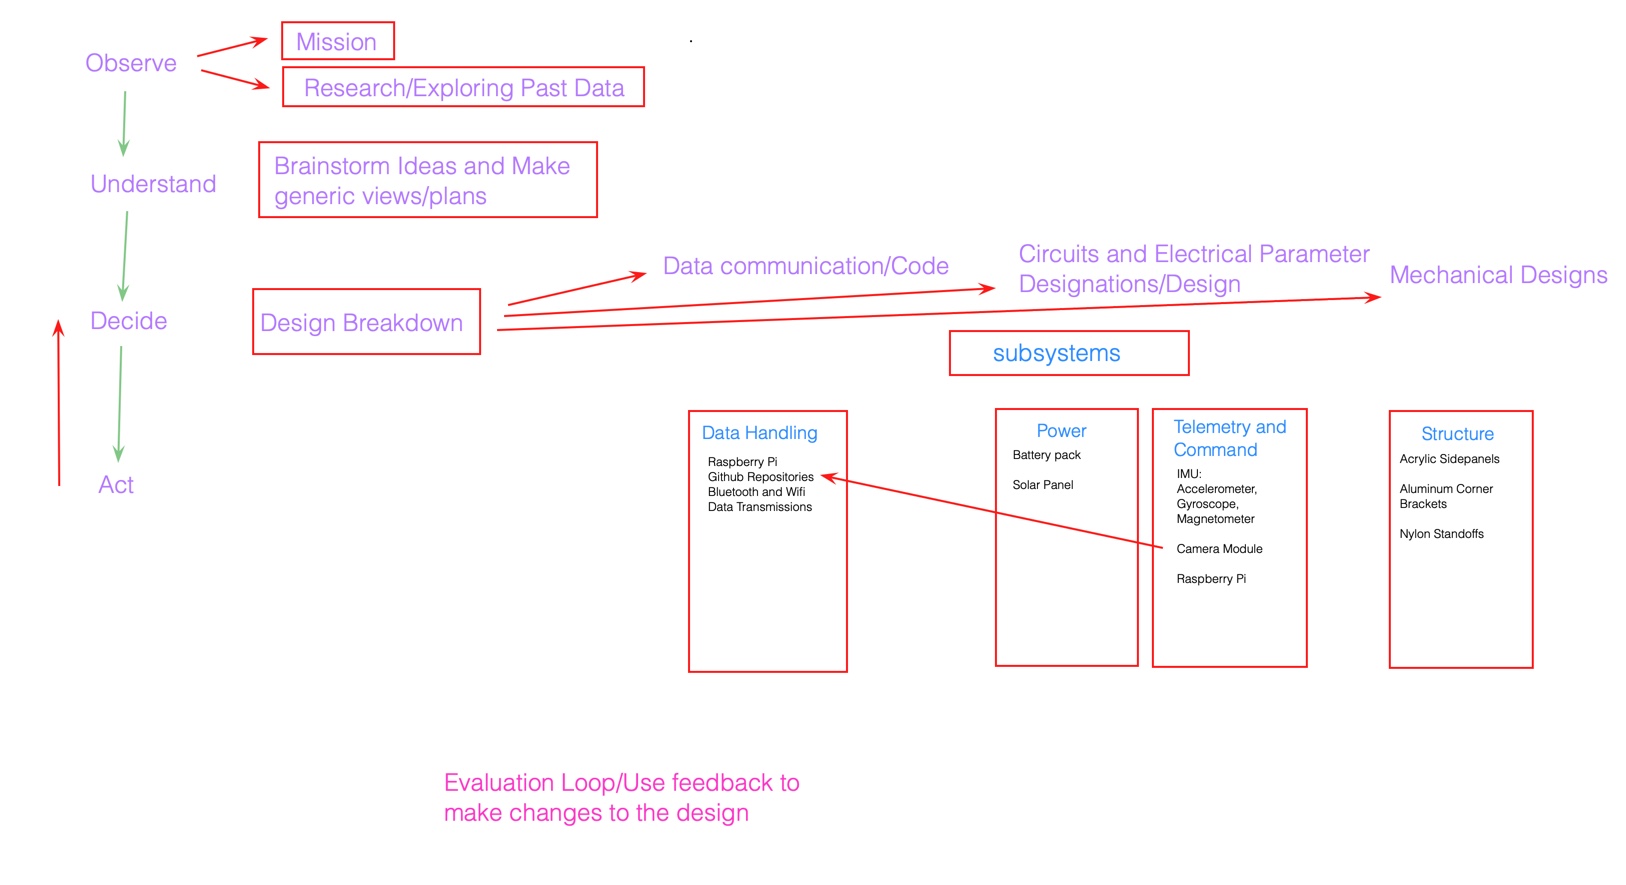 Observe
Mission
Research/Exploring Past Data
Understand
Brainstorm Ideas and Make
generic views/plans
Decide
Design Breakdown
Data communication/Code
Circuits and Electrical Parameter
Designations/Design
Mechanical Designs
Act
subsystems
Data Handling
Raspberry Pi
Github Repositories
Bluetooth and Wifi
Data Transmissions
Power
Battery pack
Solar Panel
Telemetry and
Command
IMU:
Accelerometer,
Gyroscope,
Magnetometer
Camera Module
Raspberry Pi
Structure
Acrylic Sidepanels
Aluminum Corner
Brackets
Nylon Standoffs
Evaluation Loop/Use feedback to
make changes to the design